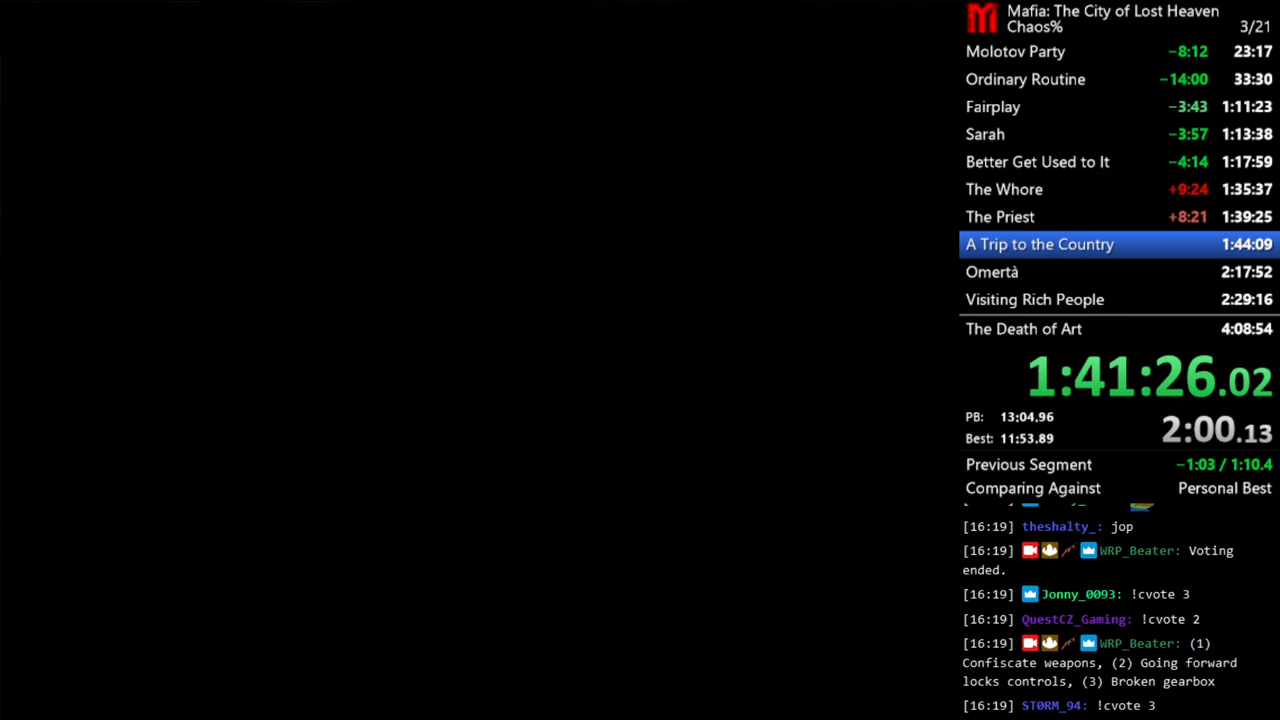 Mafia: The City of Lost Heaven
Chaos% 3/21
Molotov Party −8:12 23:17
Ordinary Routine −14:00 33:30
Fairplay −3:43 1:11:23
Sarah −3:57 1:13:38
Better Get Used to It −4:14 1:17:59
The Whore +9:24 1:35:37
The Priest +8:21 1:39:25
A Trip to the Country 1:44:09
Omertà 2:17:52
Visiting Rich People 2:29:16
The Death of Art 4:08:54
1:41:26.02
PB: 13:04.96
Best: 11:53.89
2:00.13
Previous Segment −1:03 / 1:10.4
Comparing Against Personal Best
[16:19] theshalty_: jop
[16:19] WRP_Beater: Voting
ended.
[16:19] Jonny_0093: !cvote 3
[16:19] QuestCZ_Gaming: !cvote 2
[16:19] WRP_Beater: (1)
Confiscate weapons, (2) Going forward
locks controls, (3) Broken gearbox
[16:19] STØRM_94: !cvote 3